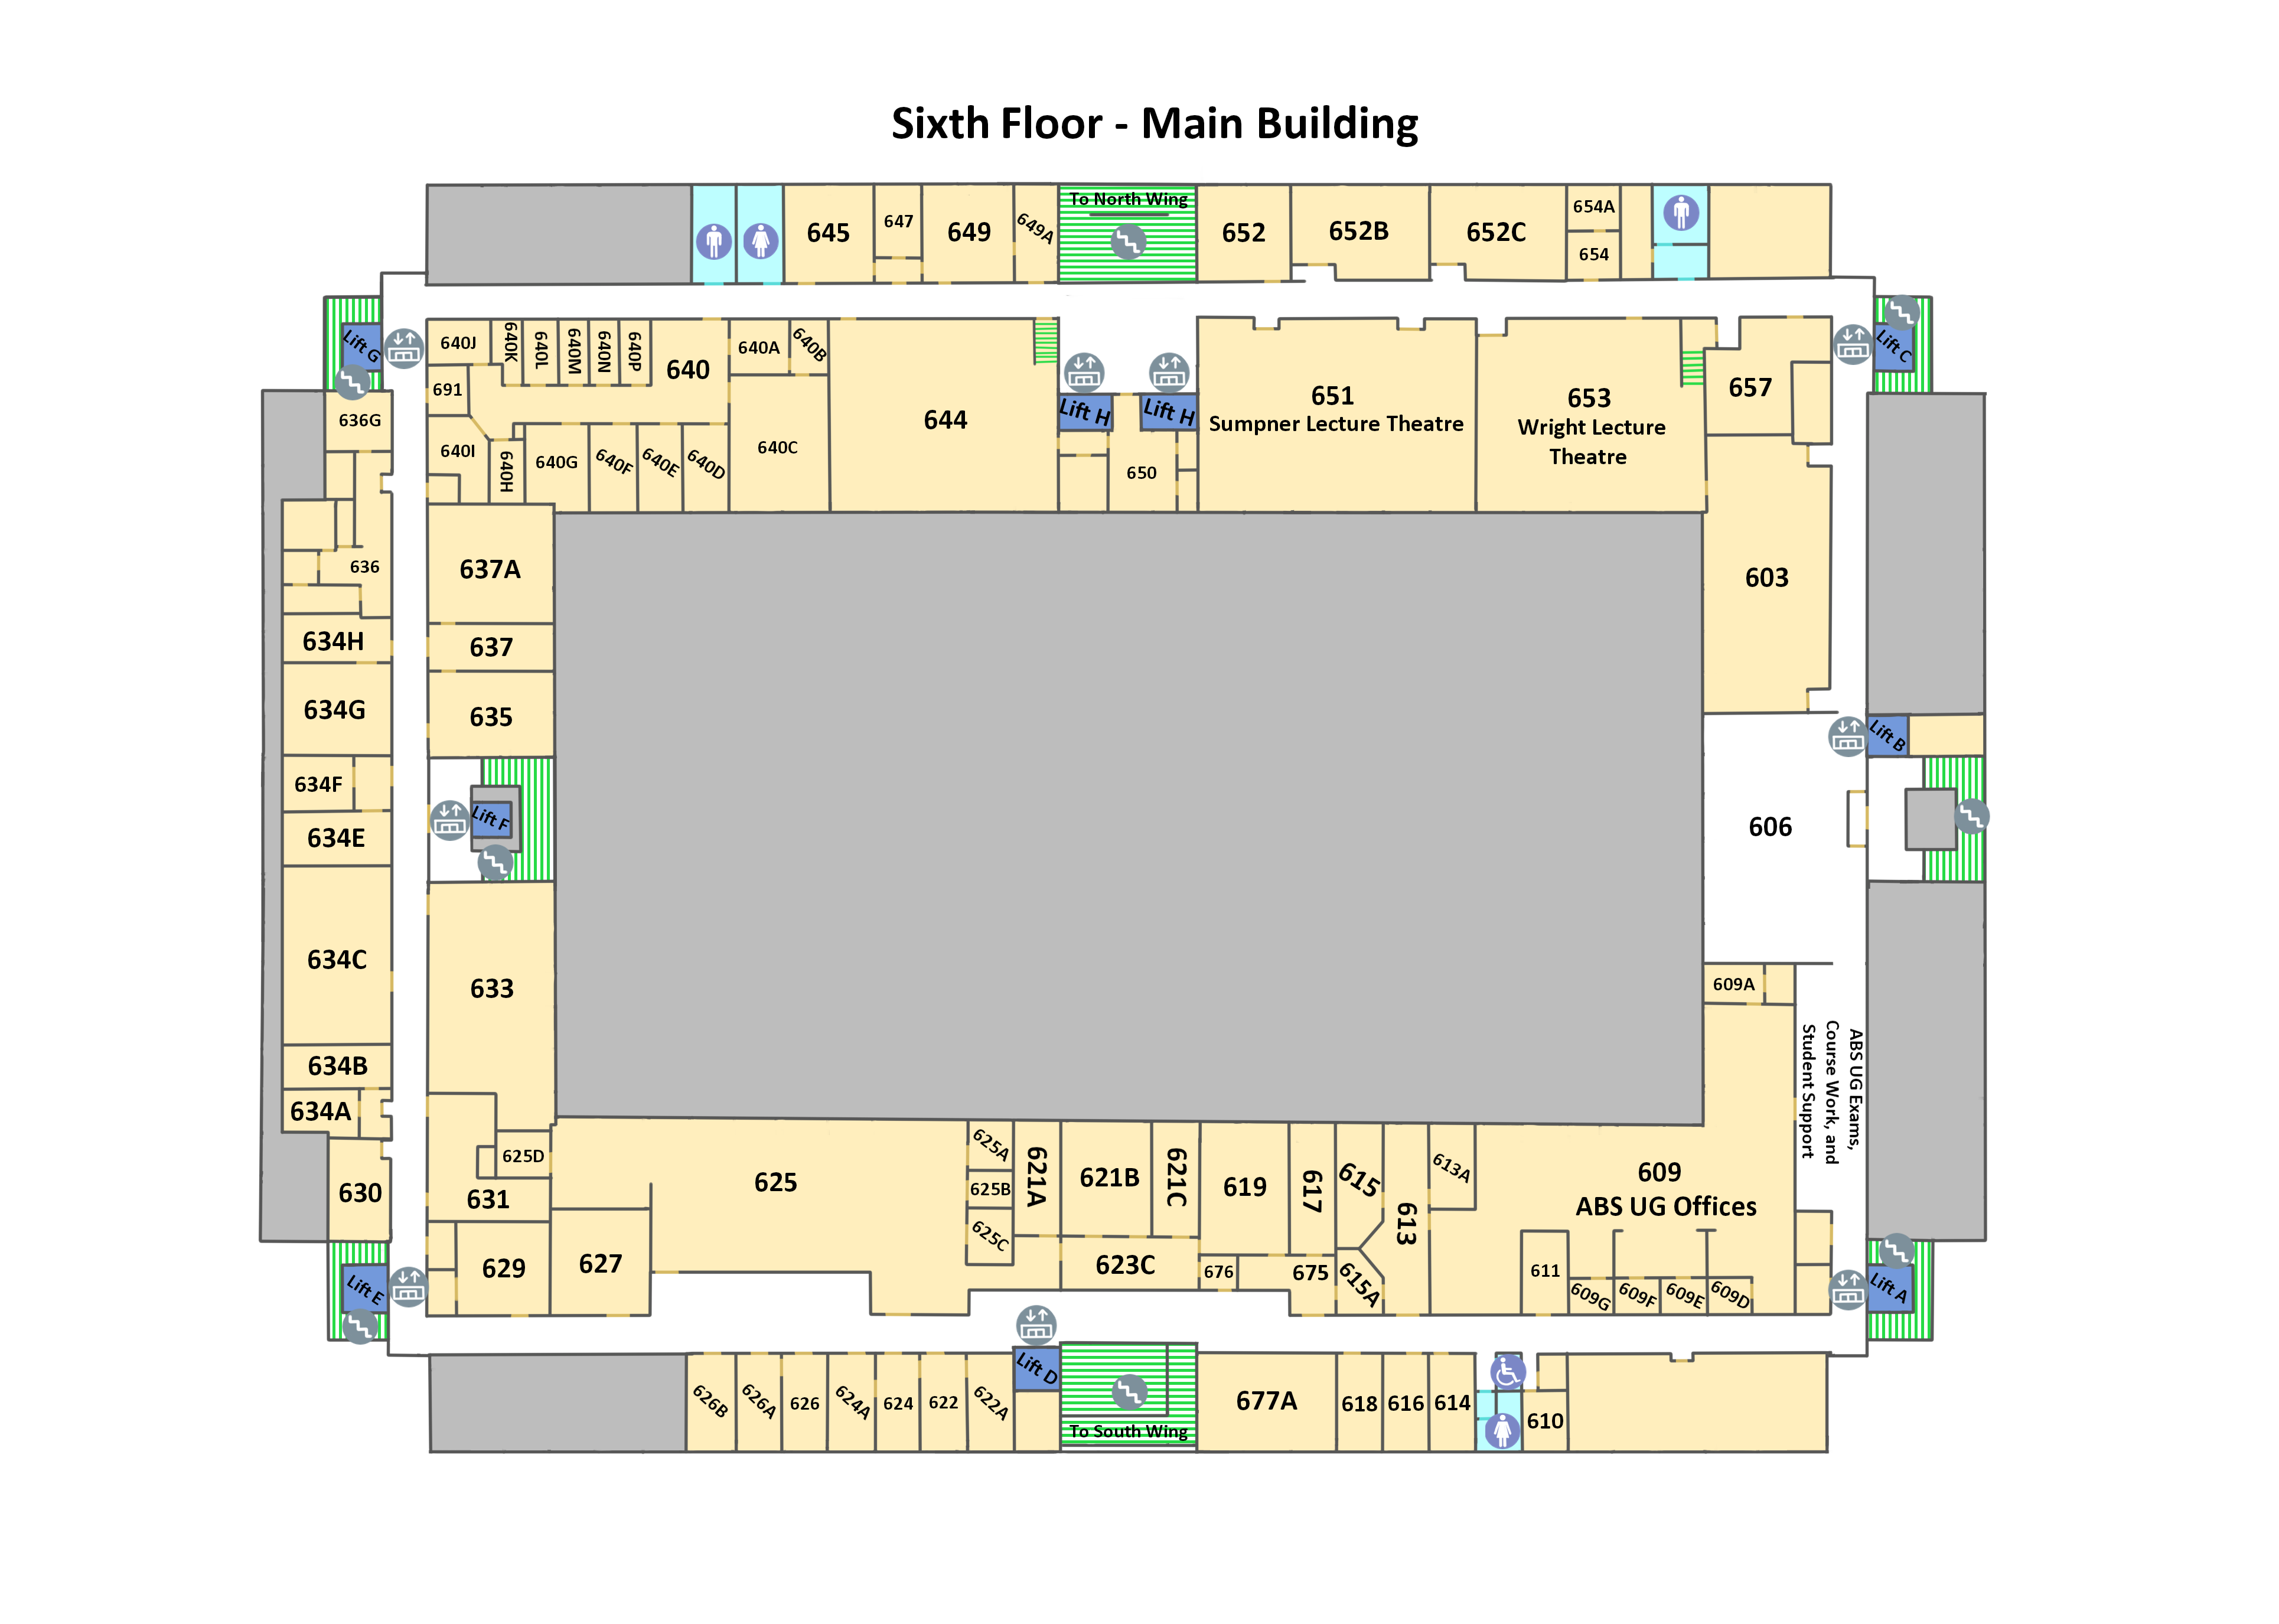 Sixth Floor - Main Building
To North Wing
645
647
649
649A
652
652B
652C
654A
654
Lift G
640J
640K
640L
640M
640N
640P
640
640A
640B
691
640I
640H
640G
640F
640E
640D
640C
644
Lift H
Lift H
650
651
Sumpner Lecture Theatre
653
Wright Lecture
Theatre
657
Lift C
636G
636
637A
603
634H
637
634G
635
Lift B
634F
Lift F
634E
606
634C
633
609A
634B
634A
ABS UG Exams,
Course Work, and
Student Support
630
625D
631
625
625A
625B
625C
621A
621B
621C
619
617
615
613
613A
609
ABS UG Offices
629
627
623C
676
675
615A
611
609G
609F
609E
609D
Lift E
Lift A
Lift D
626B
626A
626
624A
624
622
622A
To South Wing
677A
618
616
614
610